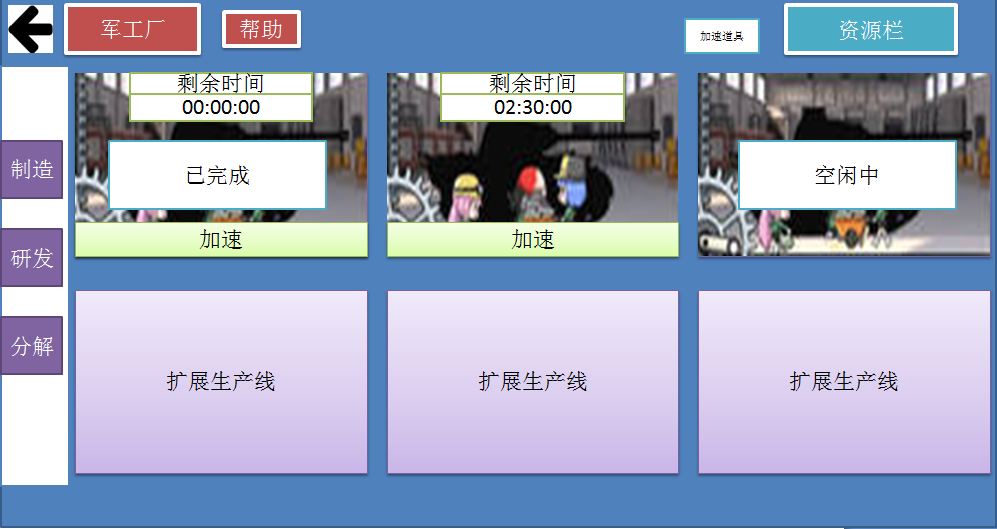 军工厂
帮助
加速道具
资源栏
制造
研发
分解
剩余时间
00:00:00
已完成
加速
剩余时间
02:30:00
加速
空闲中
扩展生产线
扩展生产线
扩展生产线